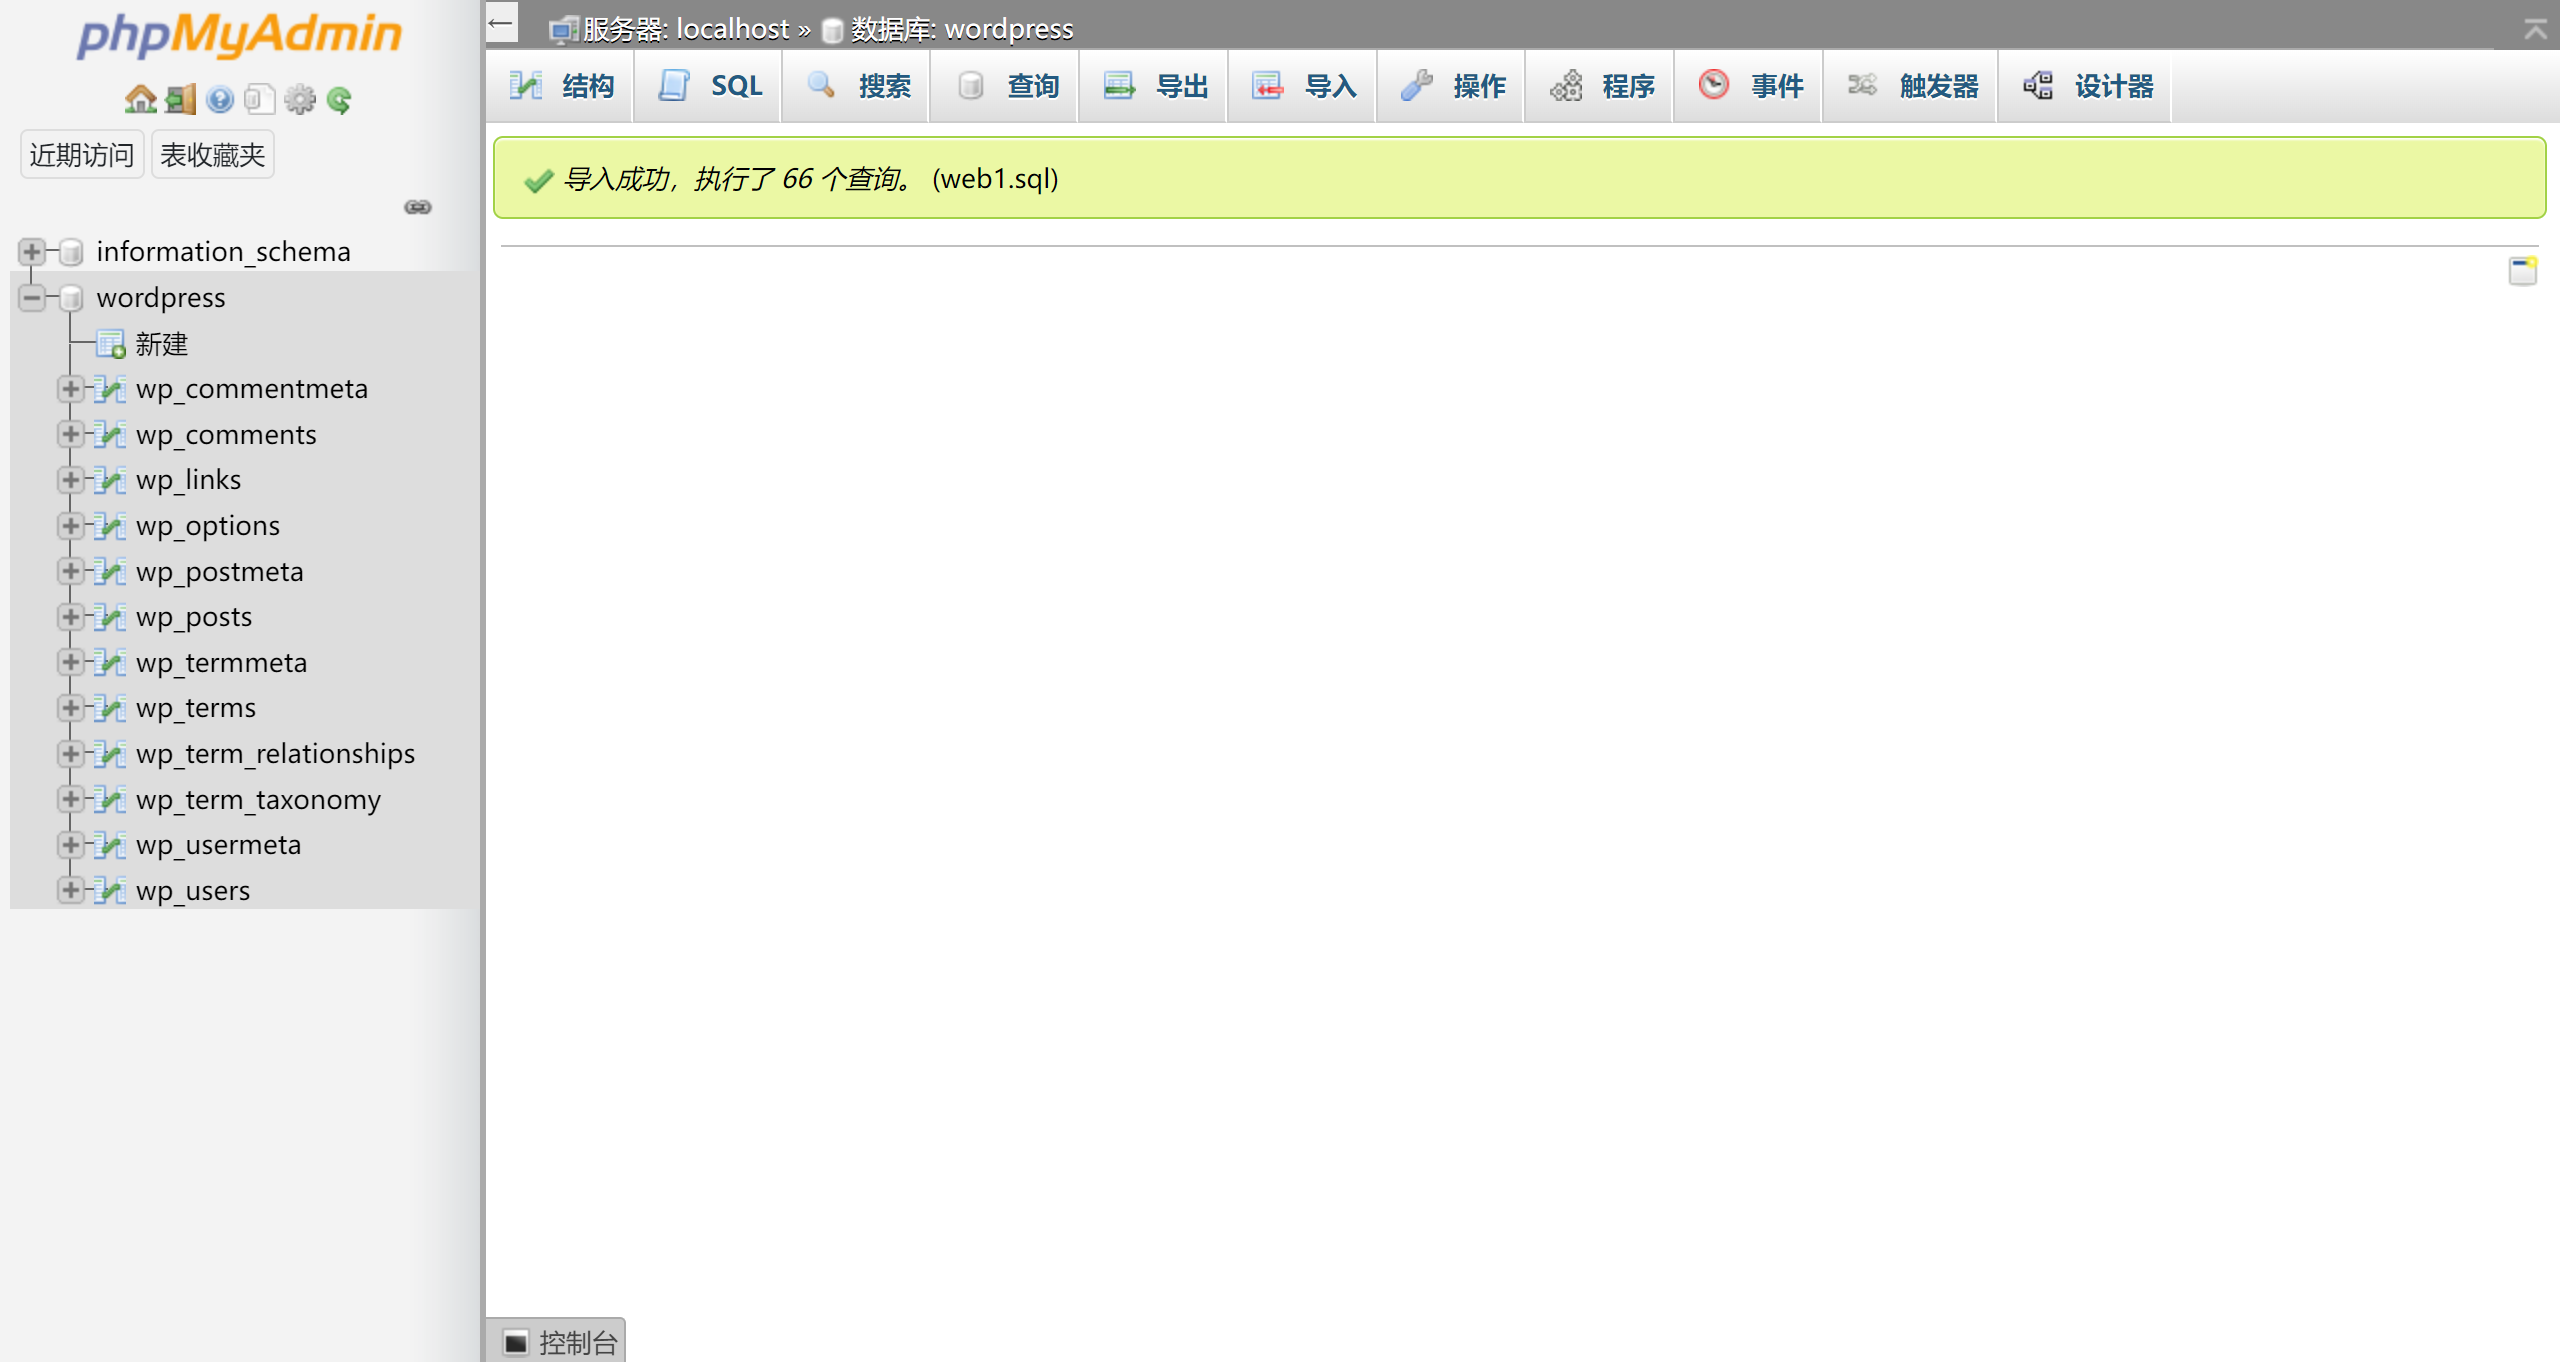 phpMyAdmin
近期访问 表收藏夹
information_schema
wordpress
新建
wp_commentmeta
wp_comments
wp_links
wp_options
wp_postmeta
wp_posts
wp_termmeta
wp_terms
wp_term_relationships
wp_term_taxonomy
wp_usermeta
wp_users
← 服务器: localhost » 数据库: wordpress
结构 SQL 搜索 查询 导出 导入 操作 程序 事件 触发器 设计器
导入成功，执行了 66 个查询。 (web1.sql)
控制台